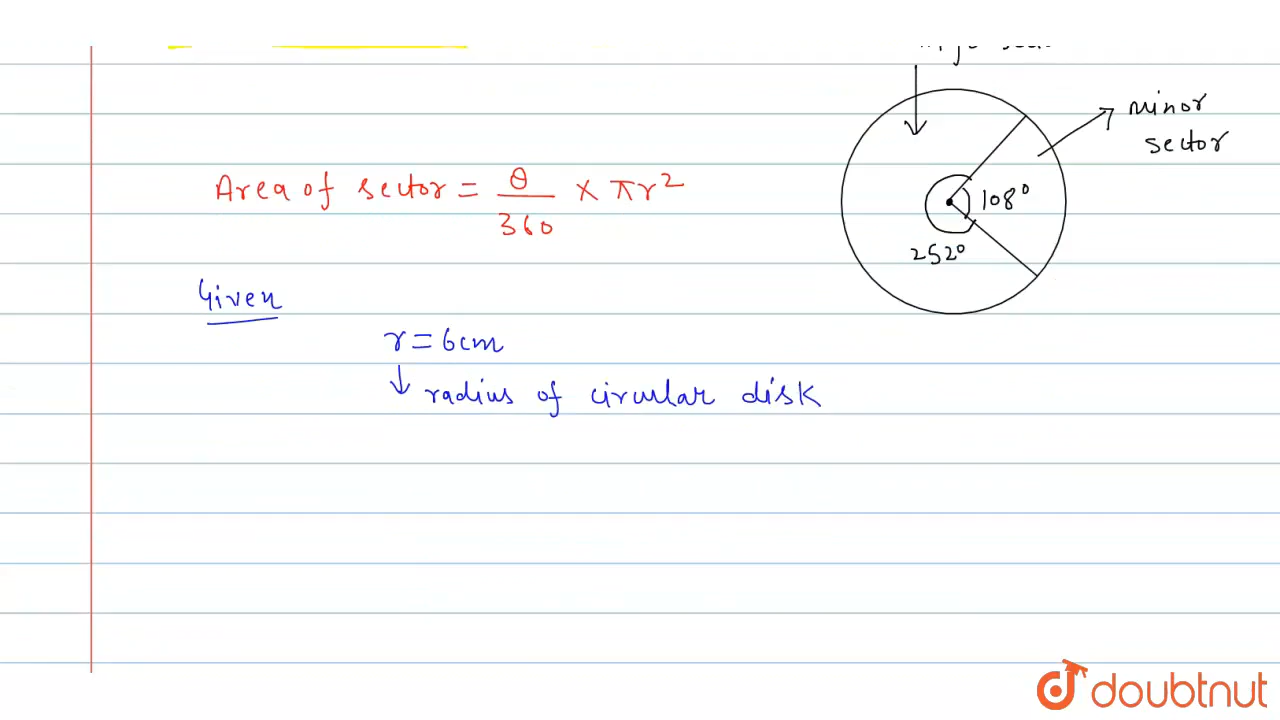 minor
sector
Area of sector = θ/360 × πr²
108°
252°
Given
r = 6cm
↓ radius of circular disk
doubtnut